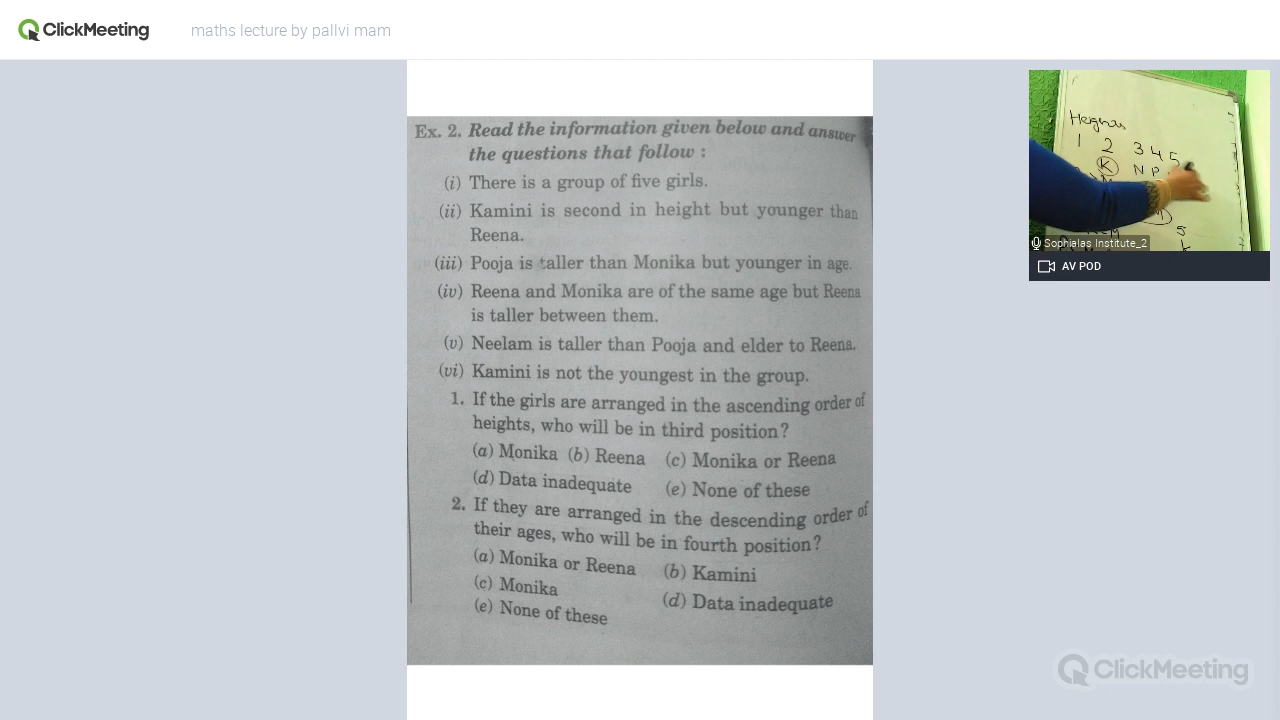 ClickMeeting
maths lecture by pallvi mam
Ex. 2. Read the information given below and answer
the questions that follow :
(i) There is a group of five girls.
(ii) Kamini is second in height but younger than
Reena.
(iii) Pooja is taller than Monika but younger in age.
(iv) Reena and Monika are of the same age but Reena
is taller between them.
(v) Neelam is taller than Pooja and elder to Reena.
(vi) Kamini is not the youngest in the group.
1. If the girls are arranged in the ascending order of
heights, who will be in third position?
(a) Monika (b) Reena (c) Monika or Reena
(d) Data inadequate (e) None of these
2. If they are arranged in the descending order of
their ages, who will be in fourth position?
(a) Monika or Reena (b) Kamini
(c) Monika (d) Data inadequate
(e) None of these
1 2 3 4 5
K N P
5
K
Sophialas Institute_2
AV POD
ClickMeeting